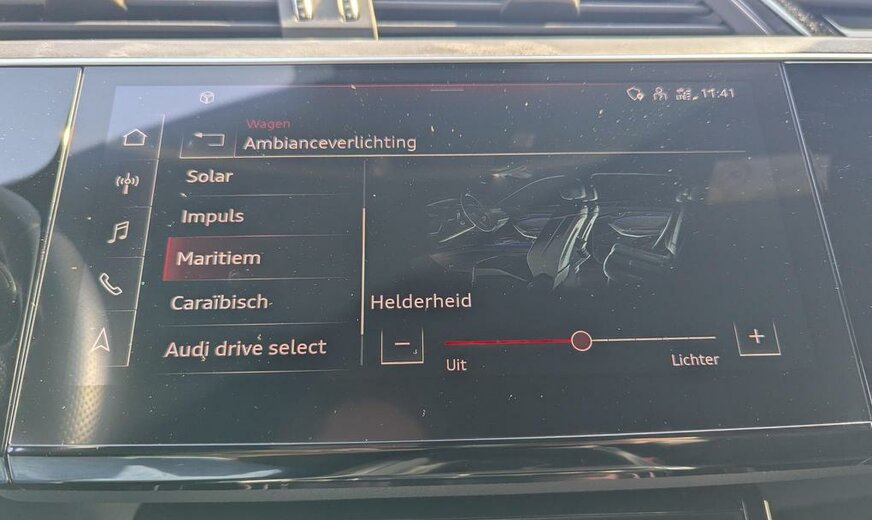 11:41
Wagen
Ambianceverlichting
Solar
Impuls
Maritiem
Caraïbisch
Audi drive select
Helderheid
Uit
Lichter